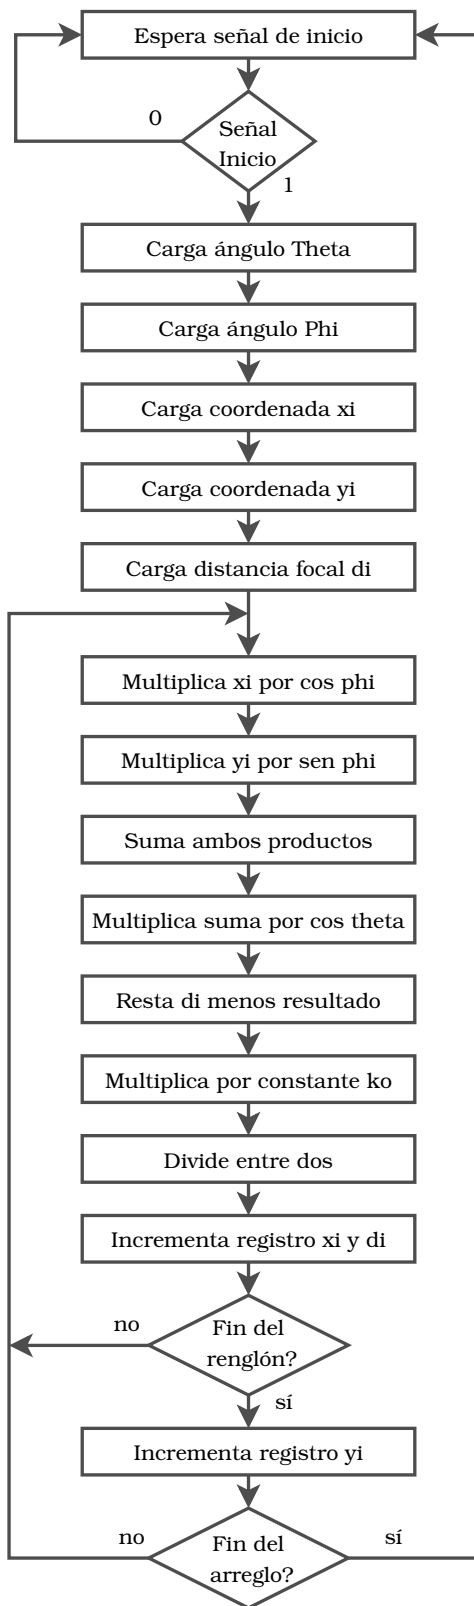 Espera señal de inicio
0
Señal
Inicio
1
Carga ángulo Theta
Carga ángulo Phi
Carga coordenada xi
Carga coordenada yi
Carga distancia focal di
Multiplica xi por cos phi
Multiplica yi por sen phi
Suma ambos productos
Multiplica suma por cos theta
Resta di menos resultado
Multiplica por constante ko
Divide entre dos
Incrementa registro xi y di
no
Fin del
renglón?
sí
Incrementa registro yi
no
Fin del
arreglo?
sí